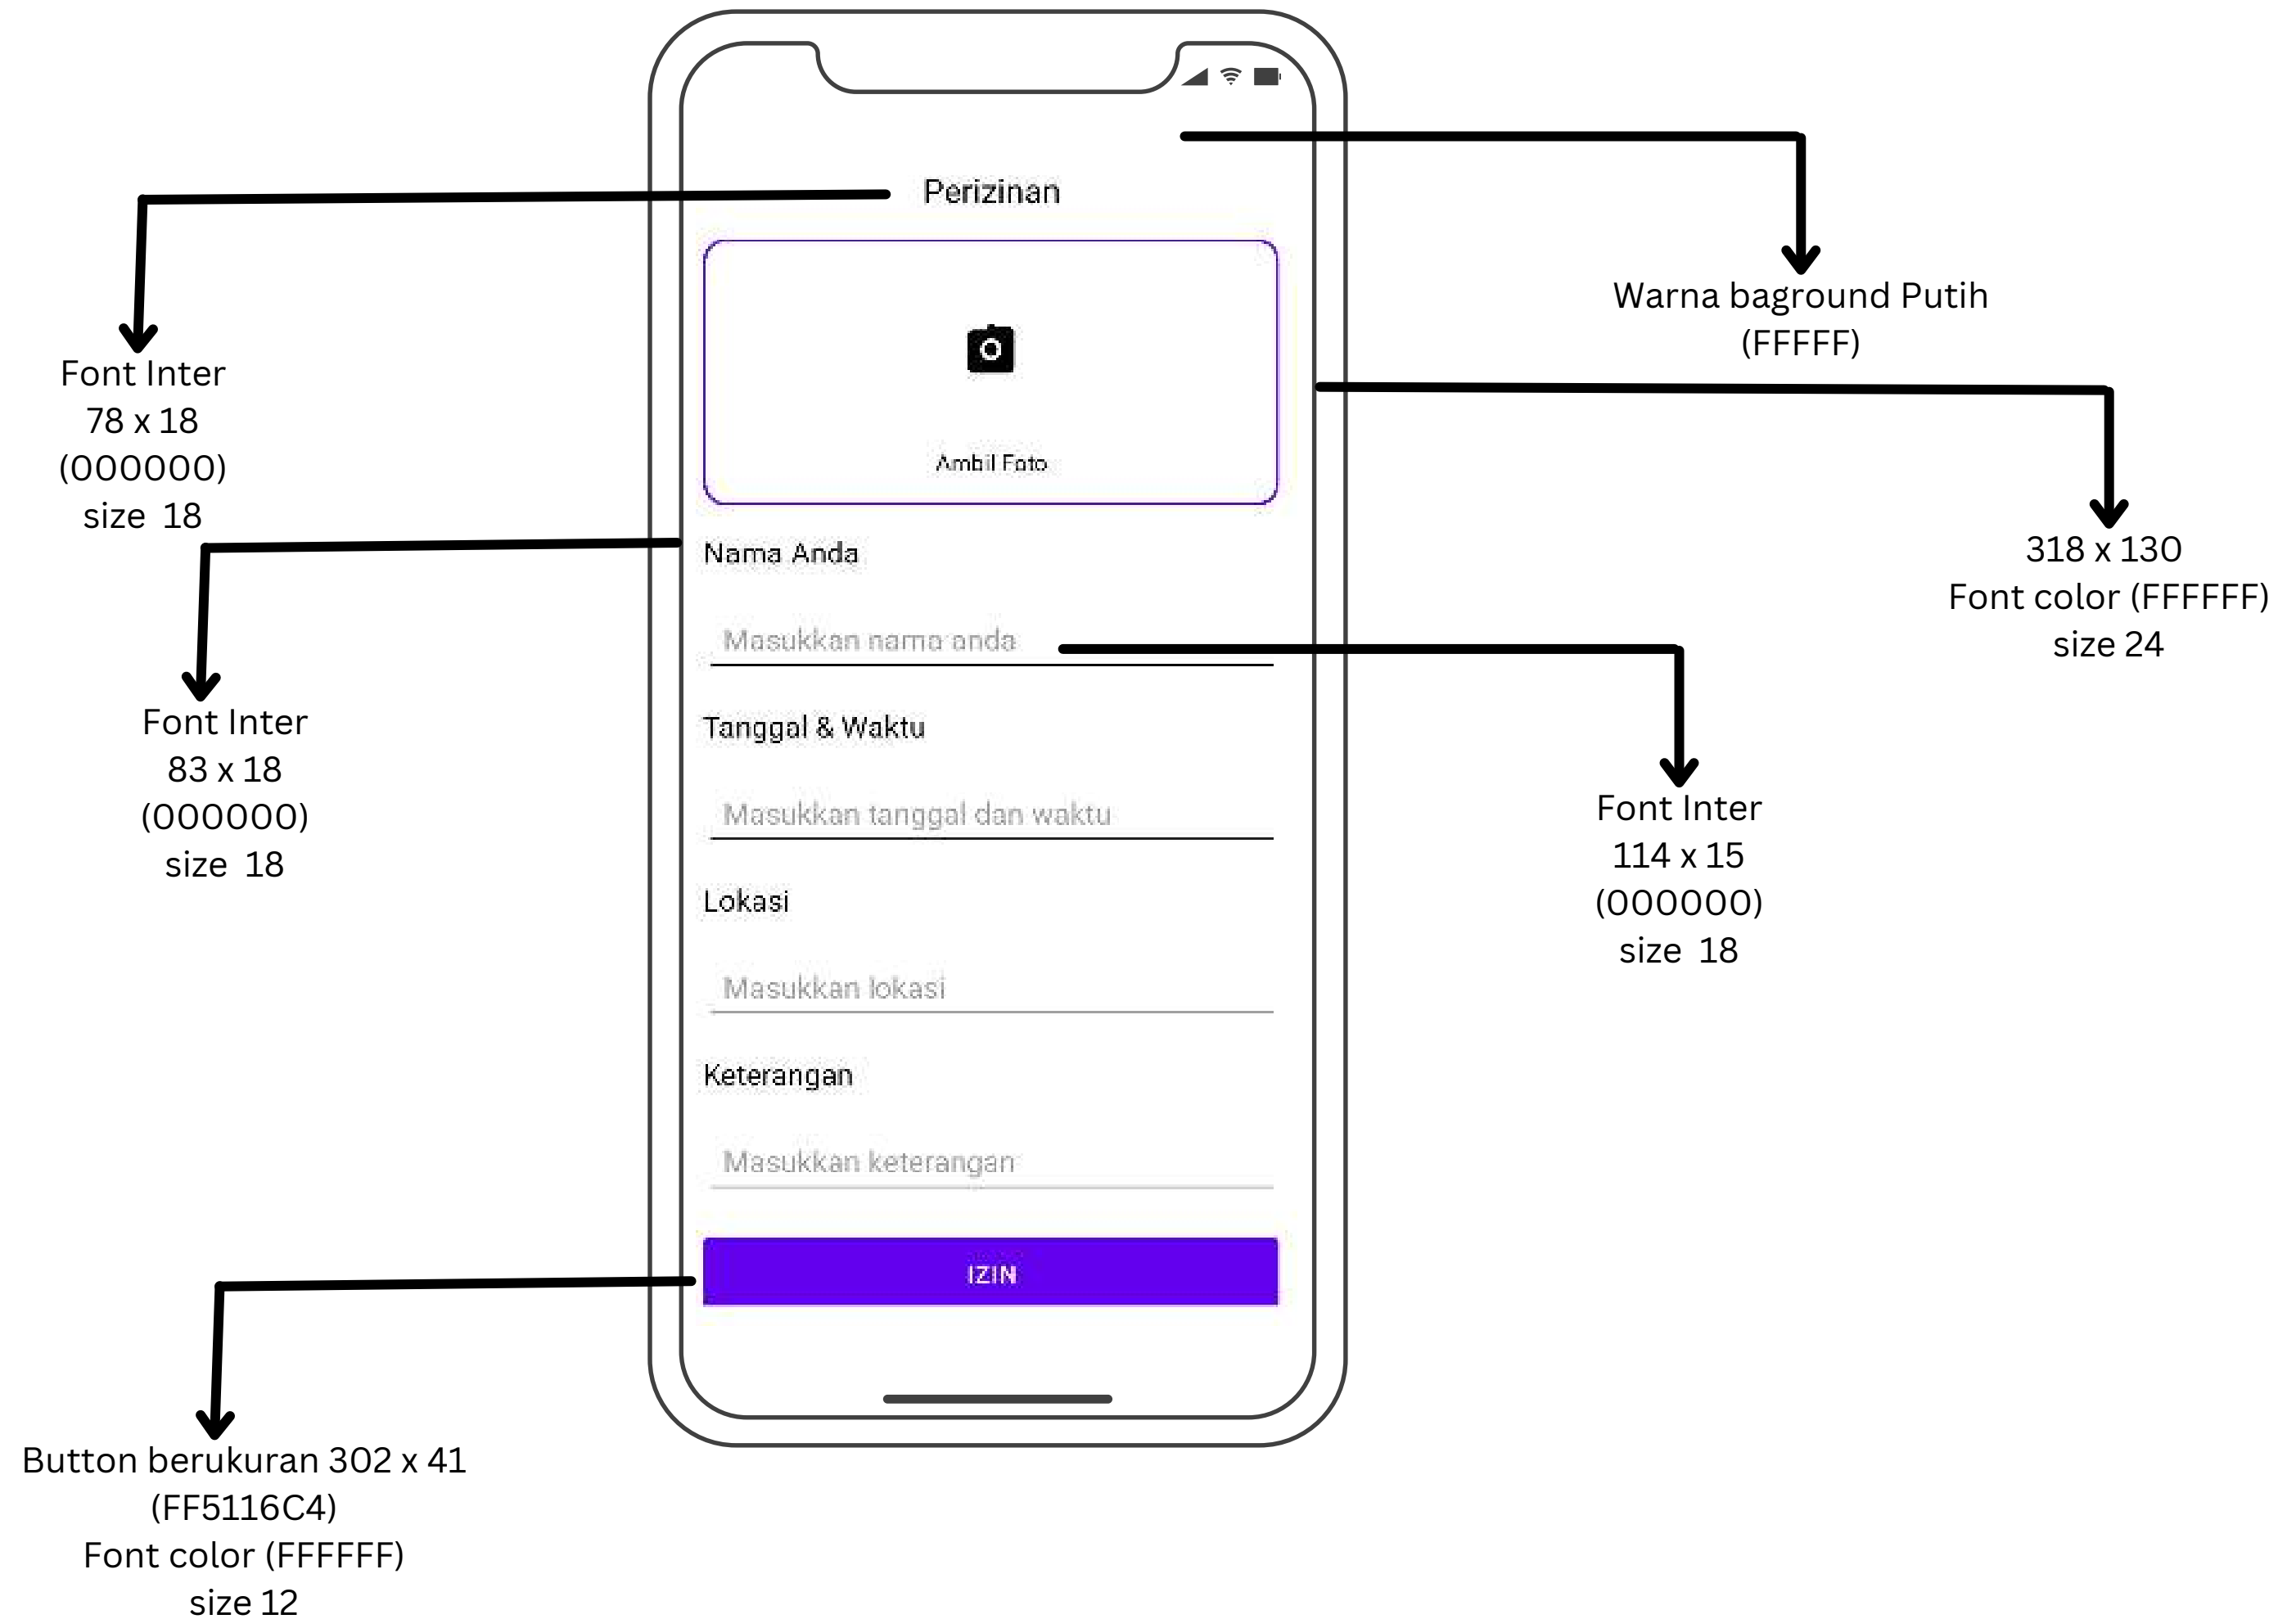 Perizinan
Ambil Foto
Nama Anda
Masukkan nama anda
Tanggal & Waktu
Masukkan tanggal dan waktu
Lokasi
Masukkan lokasi
Keterangan
Masukkan keterangan
IZIN
Font Inter
78 x 18
(000000)
size 18
Font Inter
83 x 18
(000000)
size 18
Button berukuran 302 x 41
(FF5116C4)
Font color (FFFFFF)
size 12
Warna baground Putih
(FFFFF)
318 x 130
Font color (FFFFFF)
size 24
Font Inter
114 x 15
(000000)
size 18